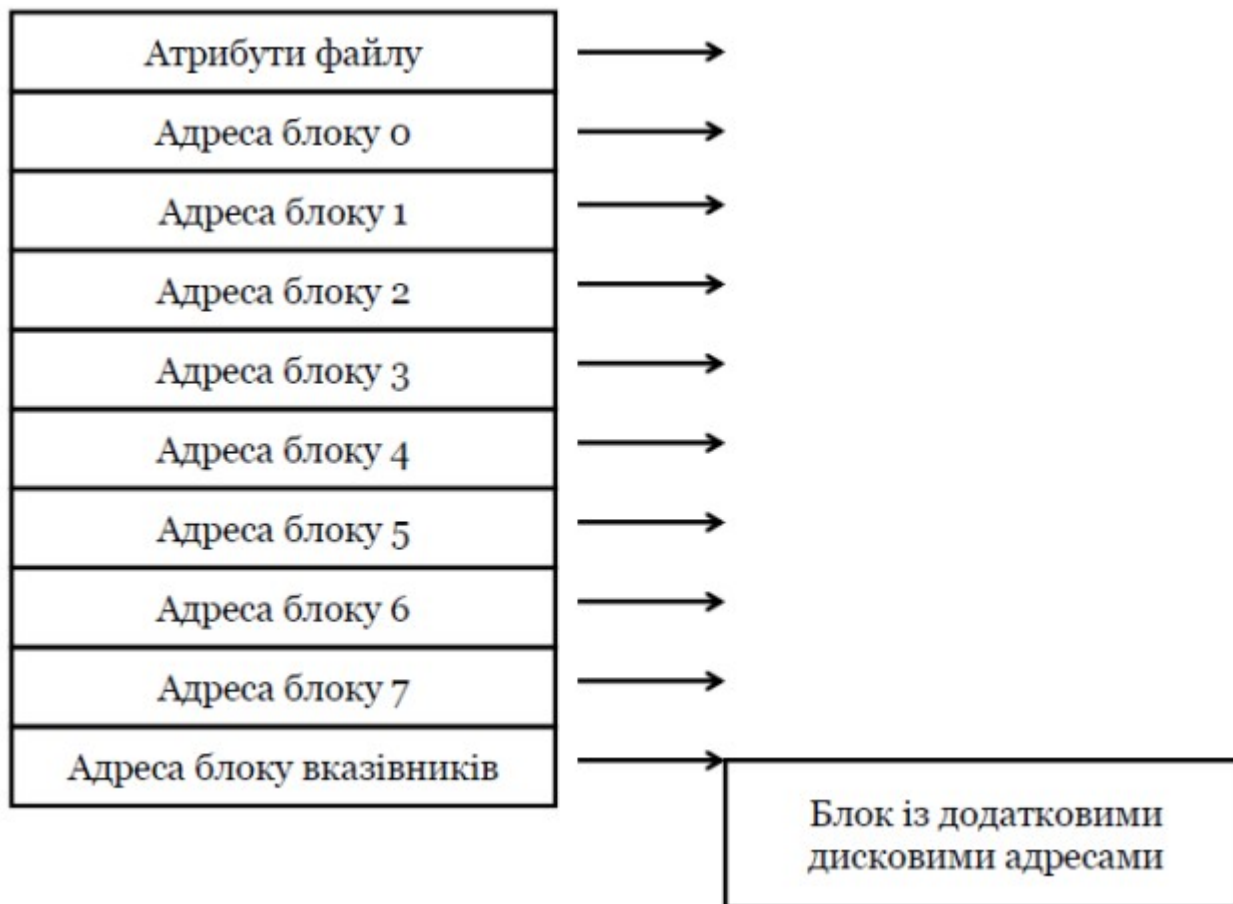 Атрибути файлу
Адреса блоку 0
Адреса блоку 1
Адреса блоку 2
Адреса блоку 3
Адреса блоку 4
Адреса блоку 5
Адреса блоку 6
Адреса блоку 7
Адреса блоку вказівників
Блок із додатковими
дисковими адресами